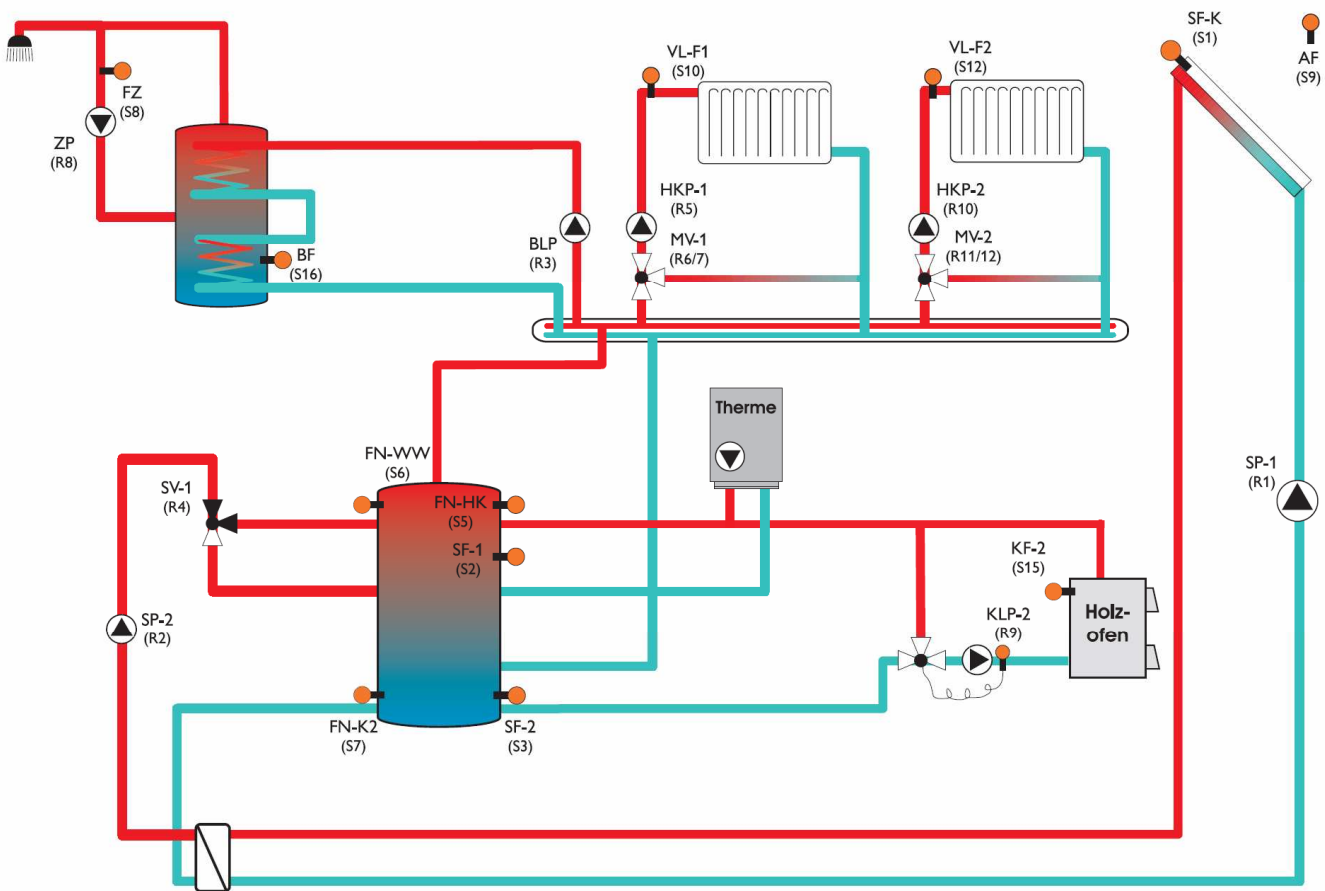 SF-K
(S1)
AF
(S9)
VL-F1
(S10)
VL-F2
(S12)
FZ
(S8)
ZP
(R8)
HKP-1
(R5)
HKP-2
(R10)
BLP
(R3)
MV-1
(R6/7)
MV-2
(R11/12)
BF
(S16)
Therme
FN-WW
(S6)
SV-1
(R4)
FN-HK
(S5)
SP-1
(R1)
SF-1
(S2)
KF-2
(S15)
Holz-
ofen
SP-2
(R2)
KLP-2
(R9)
FN-K2
(S7)
SF-2
(S3)